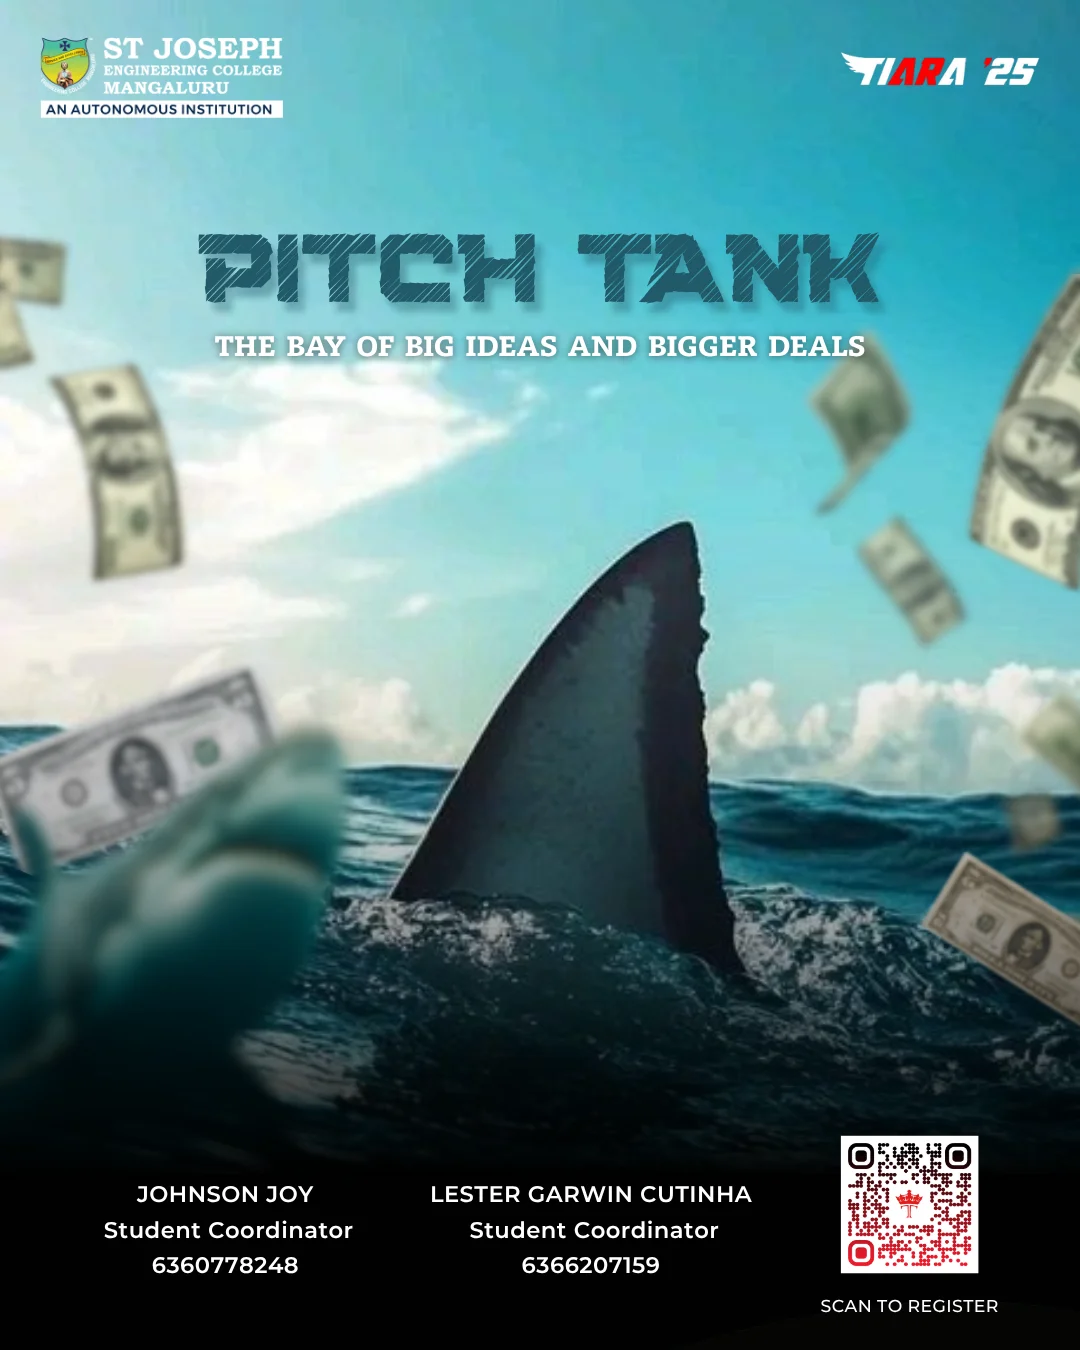 ST JOSEPH
ENGINEERING COLLEGE
MANGALURU
AN AUTONOMOUS INSTITUTION
TIARA '25
PITCH TANK
THE BAY OF BIG IDEAS AND BIGGER DEALS
JOHNSON JOY
Student Coordinator
6360778248
LESTER GARWIN CUTINHA
Student Coordinator
6366207159
SCAN TO REGISTER